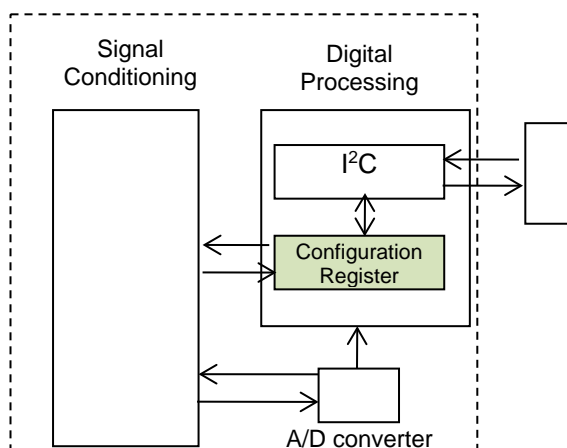 Signal
Conditioning
Digital
Processing
I²C
Configuration
Register
A/D converter